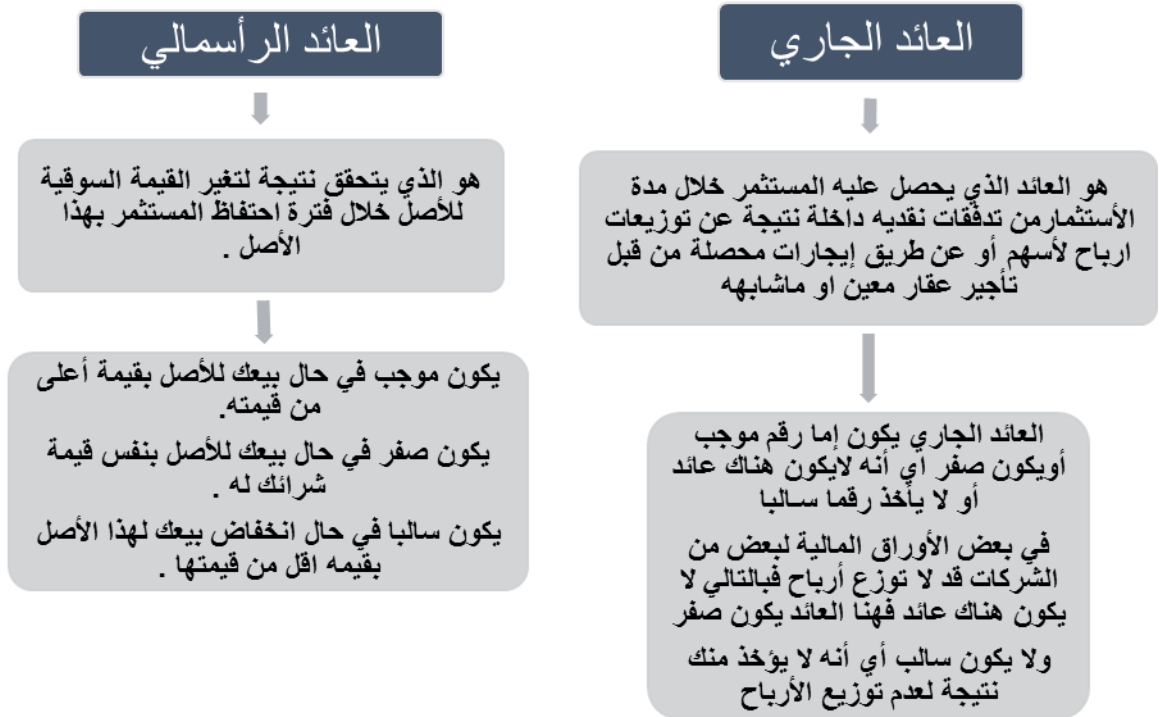 العائد الجاري
هو العائد الذي يحصل عليه المستثمر خلال مدة
الأستثمارمن تدفقات نقديه داخلة نتيجة عن توزيعات
ارباح لأسهم أو عن طريق إيجارات محصلة من قبل
تأجير عقار معين او ماشابهه
العائد الجاري يكون إما رقم موجب
أويكون صفر اي أنه لايكون هناك عائد
أو لا يأخذ رقما سالبا
في بعض الأوراق المالية لبعض من
الشركات قد لا توزع أرباح فبالتالي لا
يكون هناك عائد فهنا العائد يكون صفر
ولا يكون سالب أي أنه لا يؤخذ منك
نتيجة لعدم توزيع الأرباح
العائد الرأسمالي
هو الذي يتحقق نتيجة لتغير القيمة السوقية
للأصل خلال فترة احتفاظ المستثمر بهذا
الأصل .
يكون موجب في حال بيعك للأصل بقيمة أعلى
من قيمته.
يكون صفر في حال بيعك للأصل بنفس قيمة
شرائك له .
يكون سالبا في حال انخفاض بيعك لهذا الأصل
بقيمه اقل من قيمتها .